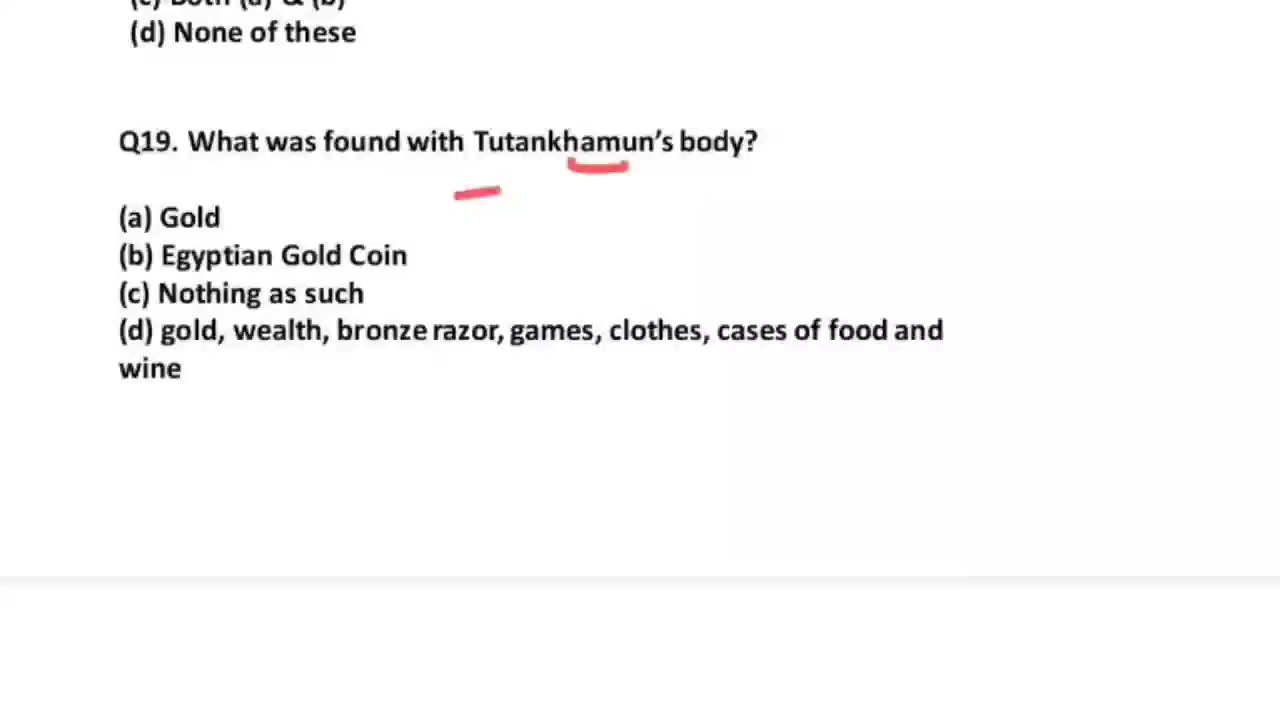 (c) Both (a) & (b)
(d) None of these
Q19. What was found with Tutankhamun's body?
(a) Gold
(b) Egyptian Gold Coin
(c) Nothing as such
(d) gold, wealth, bronze razor, games, clothes, cases of food and
wine